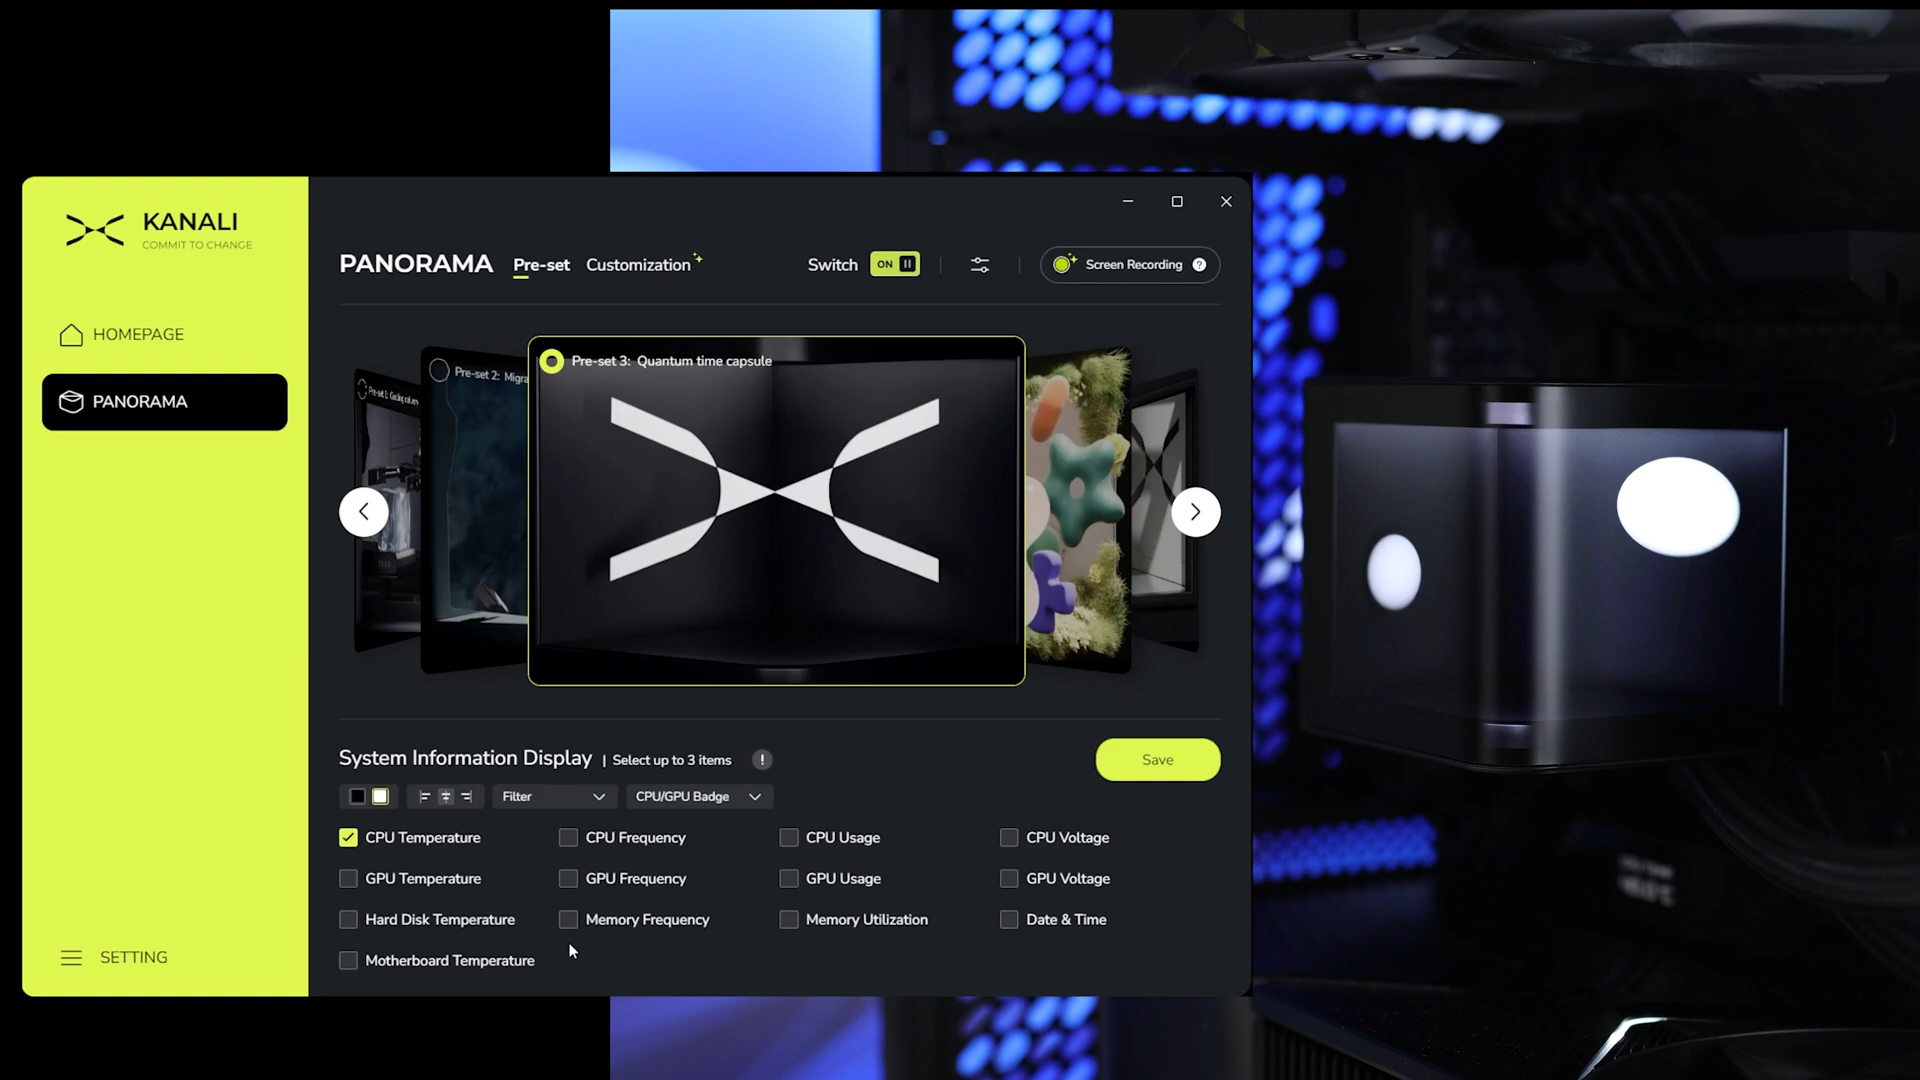 KANALI
COMMIT TO CHANGE
HOMEPAGE
PANORAMA
SETTING
PANORAMA Pre-set Customization
Switch ON Screen Recording ?
Pre-set 2: Migra
Pre-set 3: Quantum time capsule
System Information Display | Select up to 3 items !
Save
Filter CPU/GPU Badge
CPU Temperature CPU Frequency CPU Usage CPU Voltage
GPU Temperature GPU Frequency GPU Usage GPU Voltage
Hard Disk Temperature Memory Frequency Memory Utilization Date & Time
Motherboard Temperature